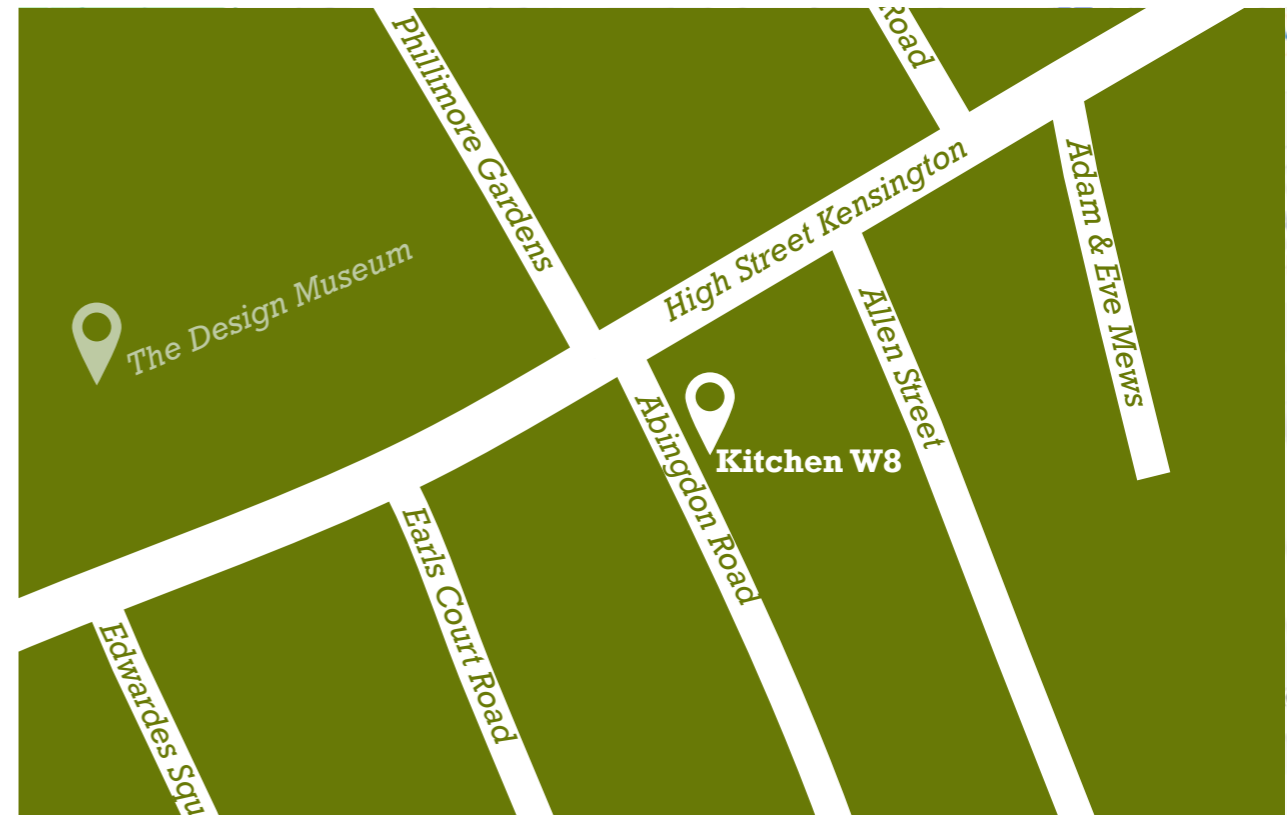 Phillimore Gardens
Road
High Street Kensington
Adam & Eve Mews
The Design Museum
Allen Street
Kitchen W8
Abingdon Road
Earls Court Road
Edwardes Squ